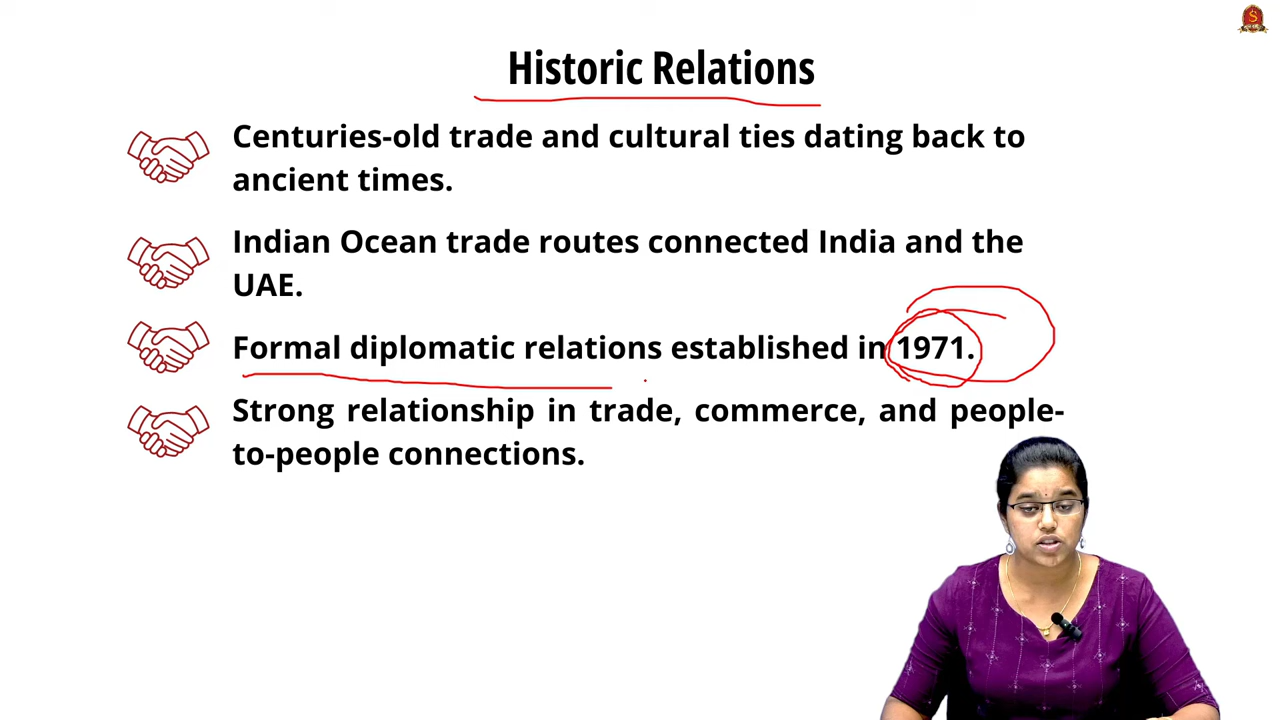 Historic Relations
Centuries-old trade and cultural ties dating back to
ancient times.
Indian Ocean trade routes connected India and the
UAE.
Formal diplomatic relations established in 1971.
Strong relationship in trade, commerce, and people-
to-people connections.